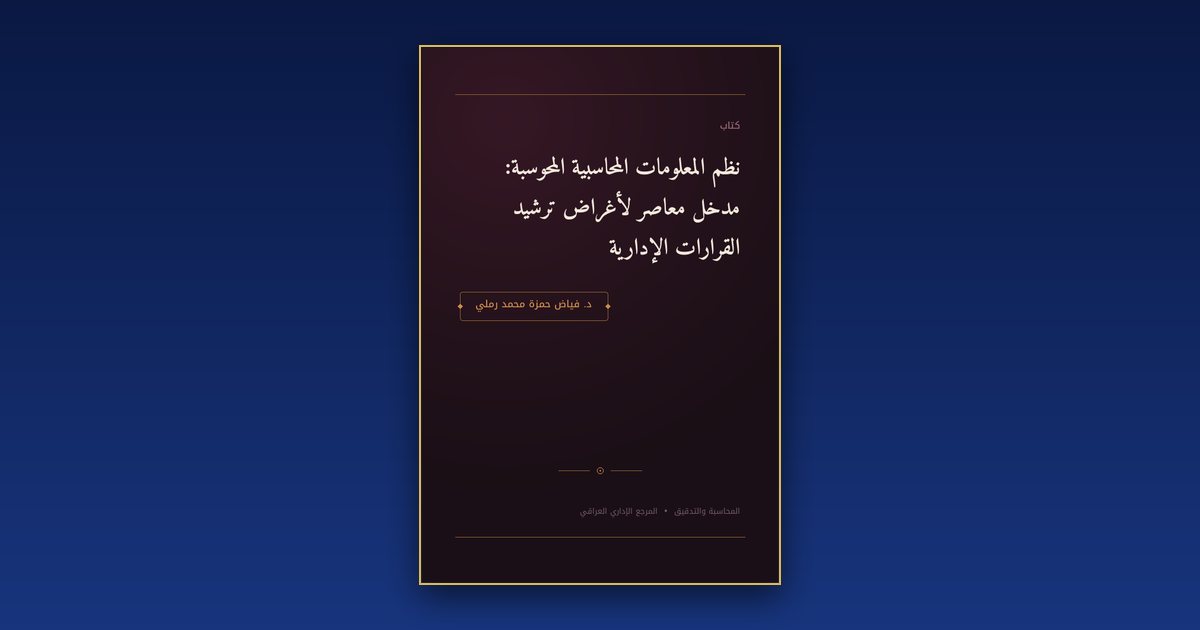 كتاب
نظم المعلومات المحاسبية المحوسبة:
مدخل معاصر لأغراض ترشيد
القرارات الإدارية
د. فياض حمزة محمد رملي
المحاسبة والتدقيق • المرجع الإداري العراقي